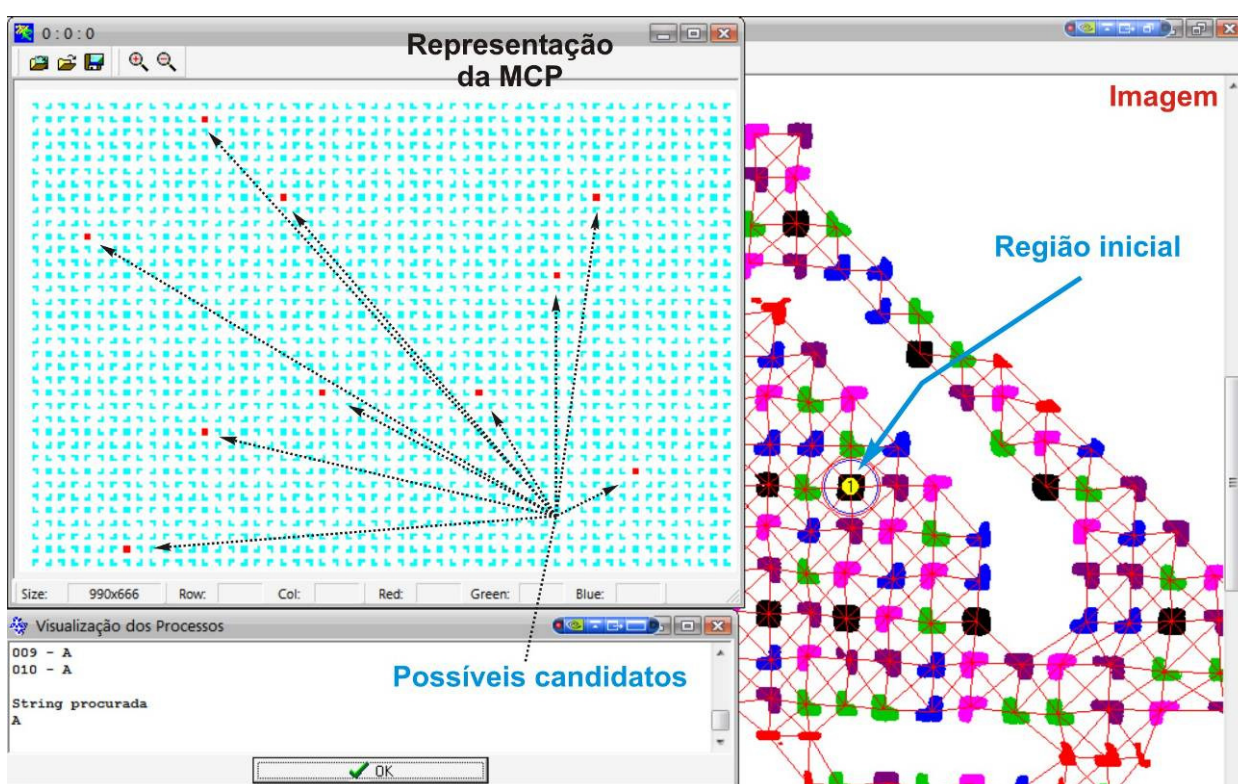 0 : 0 : 0
Representação
da MCP
Imagem
Região inicial
1
Size: 990x666 Row: Col: Red: Green: Blue:
Visualização dos Processos
009 - A
010 - A
String procurada
A
Possíveis candidatos
OK